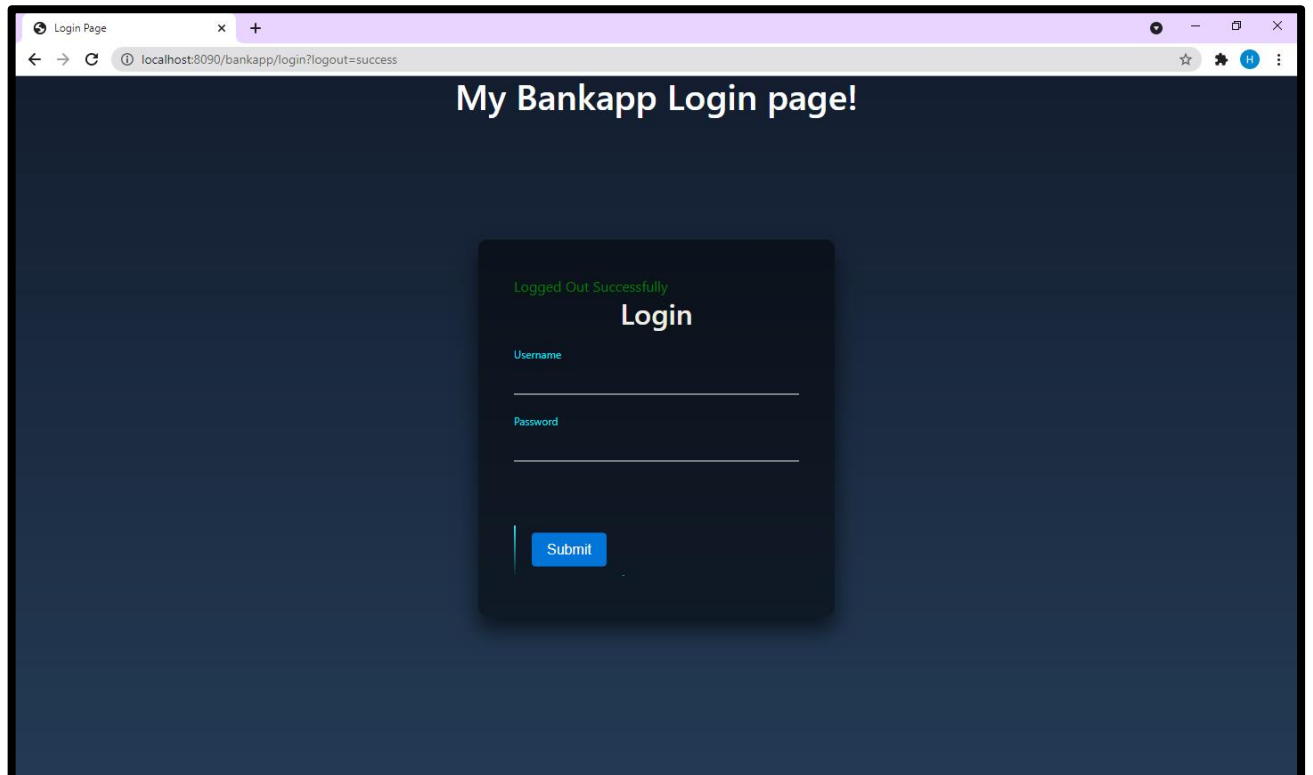 Login Page
localhost:8090/bankapp/login?logout=success
H
My Bankapp Login page!
Logged Out Successfully
Login
Username
Password
Submit